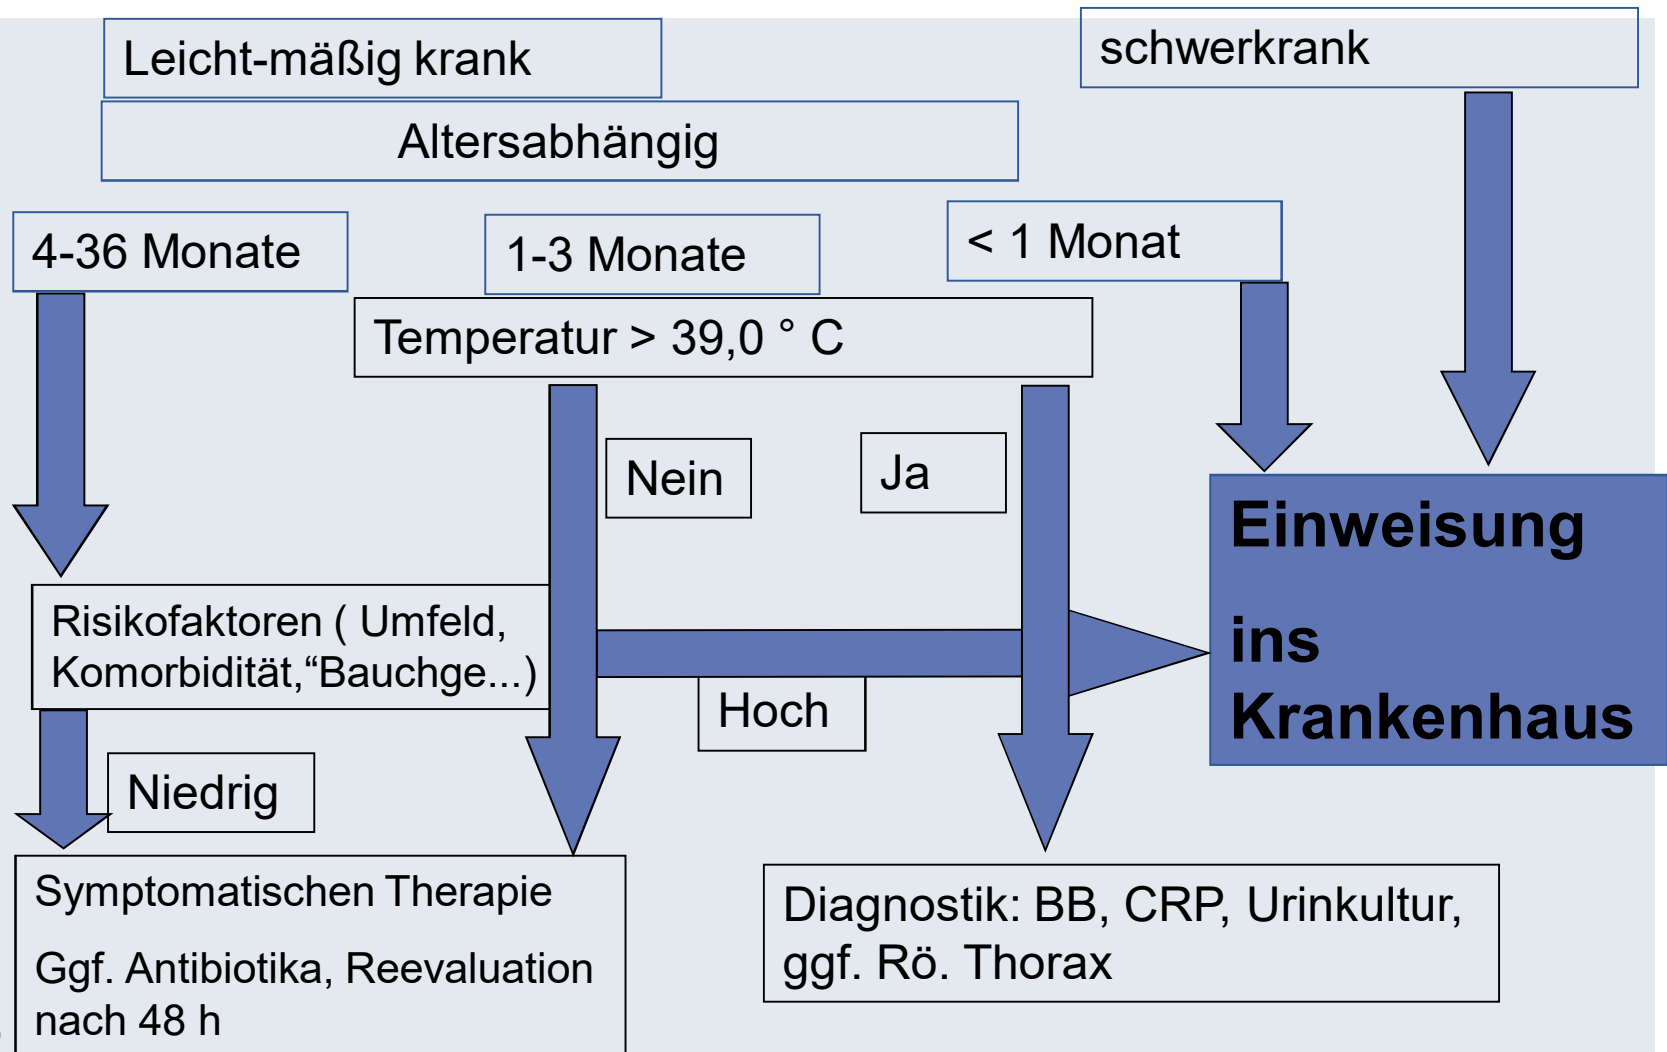 Leicht-mäßig krank
schwerkrank
Altersabhängig
4-36 Monate
1-3 Monate
< 1 Monat
Temperatur > 39,0 ° C
Nein
Ja
Einweisung
ins
Krankenhaus
Risikofaktoren ( Umfeld,
Komorbidität,“Bauchge...)
Hoch
Niedrig
Symptomatischen Therapie
Ggf. Antibiotika, Reevaluation
nach 48 h
Diagnostik: BB, CRP, Urinkultur,
ggf. Rö. Thorax